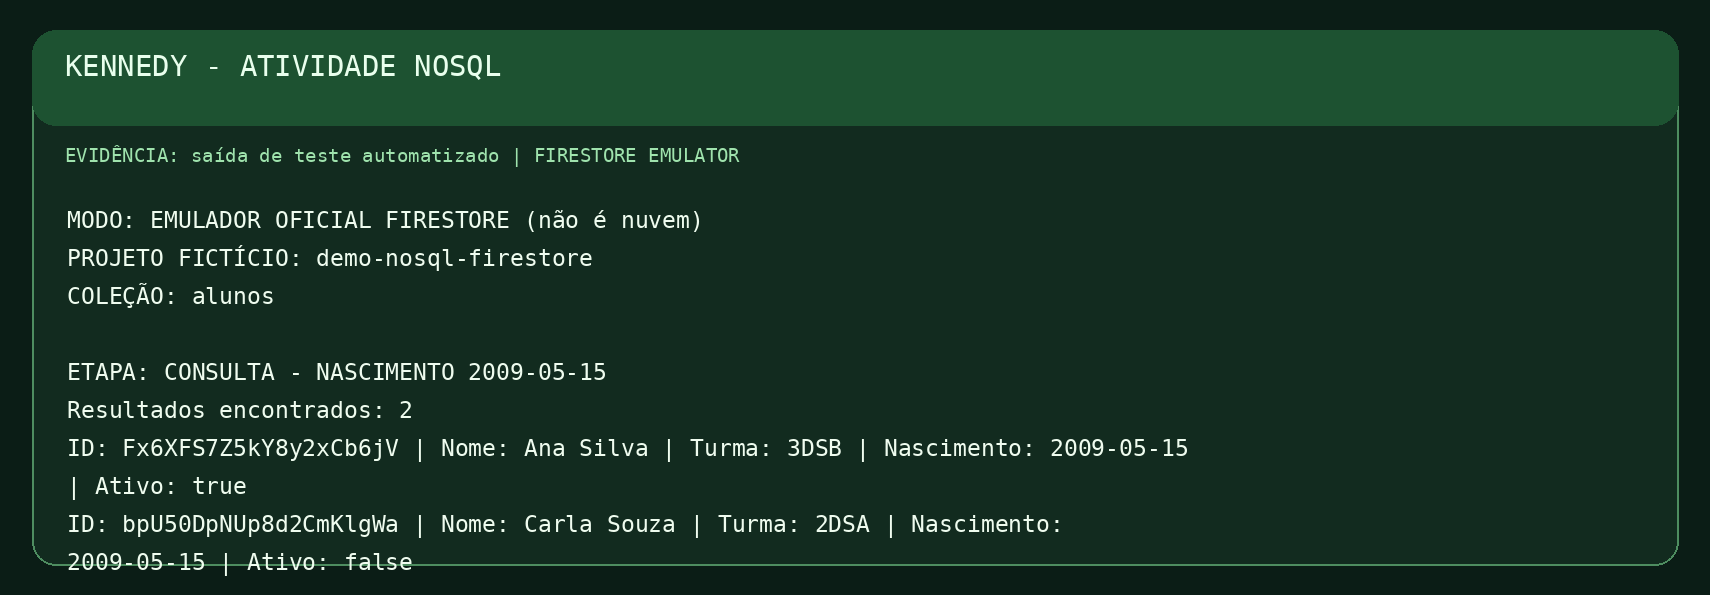 KENNEDY - ATIVIDADE NOSQL
EVIDÊNCIA: saída de teste automatizado | FIRESTORE EMULATOR
MODO: EMULADOR OFICIAL FIRESTORE (não é nuvem)
PROJETO FICTÍCIO: demo-nosql-firestore
COLEÇÃO: alunos
ETAPA: CONSULTA - NASCIMENTO 2009-05-15
Resultados encontrados: 2
ID: Fx6XFS7Z5kY8y2xCb6jV | Nome: Ana Silva | Turma: 3DSB | Nascimento: 2009-05-15
| Ativo: true
ID: bpU50DpNUp8d2CmKlgWa | Nome: Carla Souza | Turma: 2DSA | Nascimento:
2009-05-15 | Ativo: false